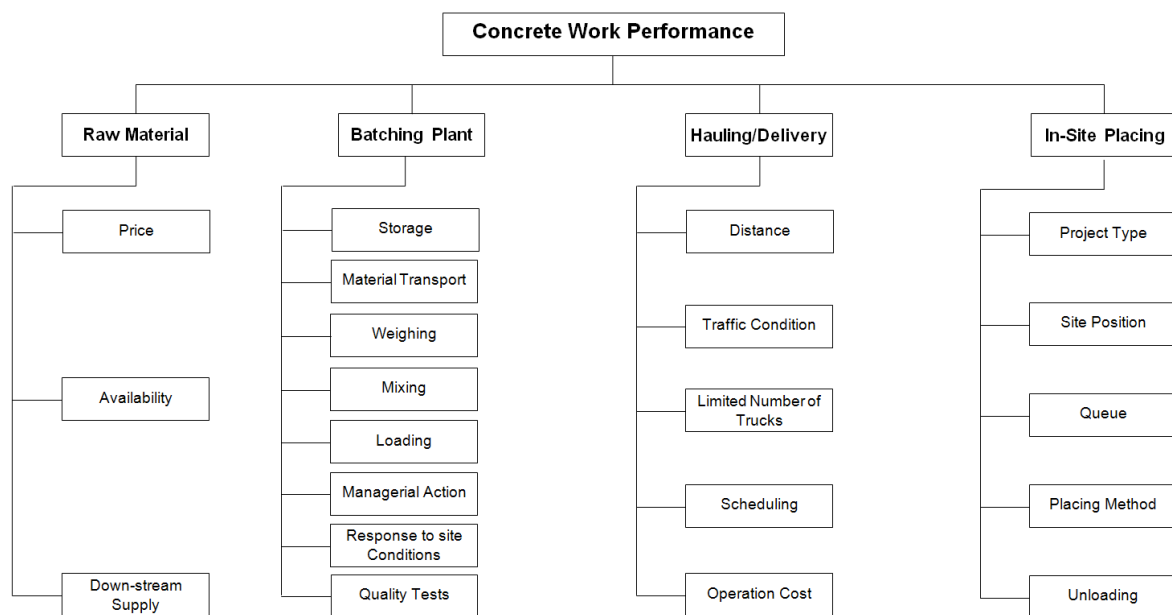 Concrete Work Performance
Raw Material
Batching Plant
Hauling/Delivery
In-Site Placing
Price
Availability
Down-stream
Supply
Storage
Material Transport
Weighing
Mixing
Loading
Managerial Action
Response to site
Conditions
Quality Tests
Distance
Traffic Condition
Limited Number of
Trucks
Scheduling
Operation Cost
Project Type
Site Position
Queue
Placing Method
Unloading